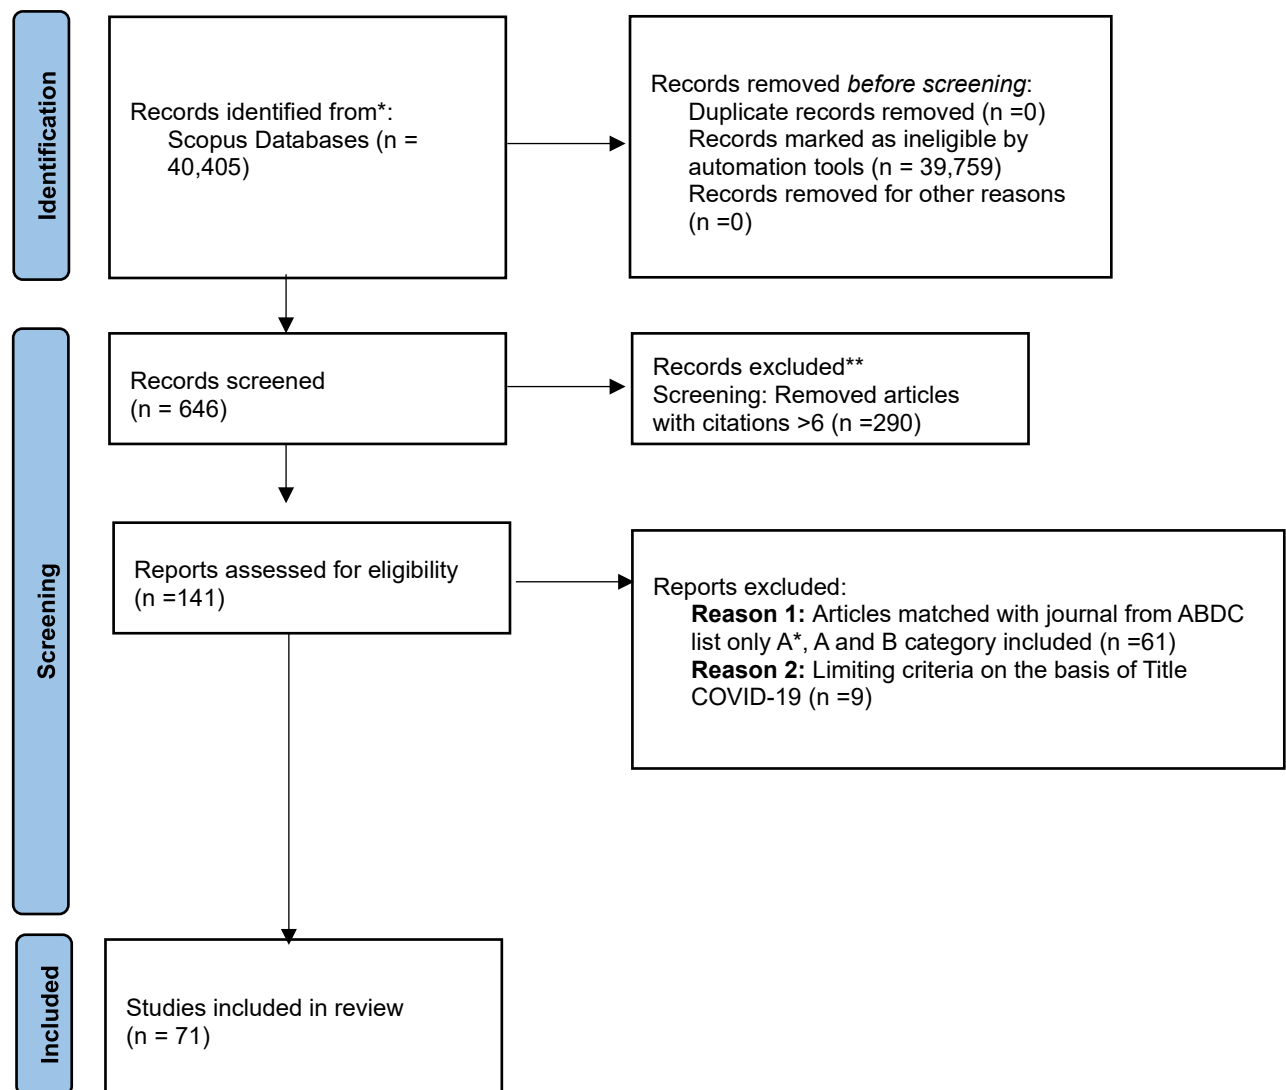 Identification
Records identified from*:
Scopus Databases (n =
40,405)
Records removed before screening:
Duplicate records removed (n =0)
Records marked as ineligible by
automation tools (n = 39,759)
Records removed for other reasons
(n =0)
Screening
Records screened
(n = 646)
Records excluded**
Screening: Removed articles
with citations >6 (n =290)
Reports assessed for eligibility
(n =141)
Reports excluded:
Reason 1: Articles matched with journal from ABDC
list only A*, A and B category included (n =61)
Reason 2: Limiting criteria on the basis of Title
COVID-19 (n =9)
Included
Studies included in review
(n = 71)